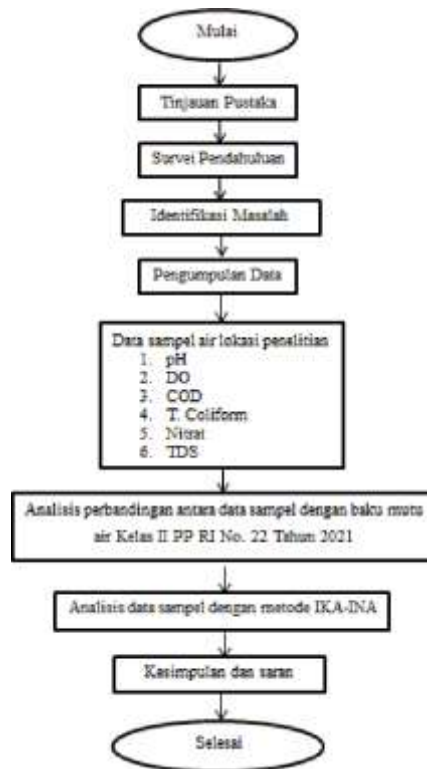 Mulai
Tinjauan Pustaka
Survei Pendahuluan
Identifikasi Masalah
Pengumpulan Data
Data sampel air lokasi penelitian
1. pH
2. DO
3. COD
4. T. Coliform
5. Nitrat
6. TDS
Analisis perbandingan antara data sampel dengan baku mutu
air Kelas II PP RI No. 22 Tahun 2021
Analisis data sampel dengan metode IKA-INA
Kesimpulan dan saran
Selesai